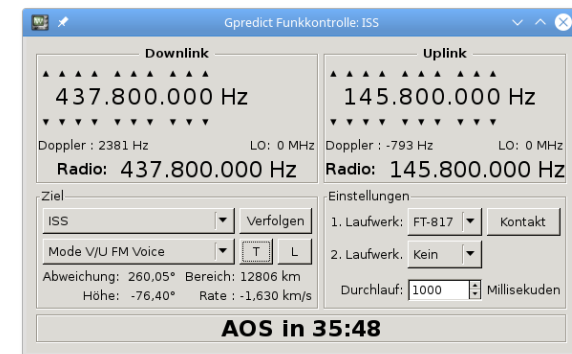 Gpredict Funkkontrolle: ISS
Downlink
437.800.000 Hz
Doppler : 2381 Hz LO: 0 MHz
Radio: 437.800.000 Hz
Uplink
145.800.000 Hz
Doppler : -793 Hz LO: 0 MHz
Radio: 145.800.000 Hz
Ziel
ISS Verfolgen
Mode V/U FM Voice T L
Abweichung: 260,05° Bereich: 12806 km
Höhe: -76,40° Rate : -1,630 km/s
Einstellungen
1. Laufwerk: FT-817 Kontakt
2. Laufwerk. Kein
Durchlauf: 1000 Millisekuden
AOS in 35:48